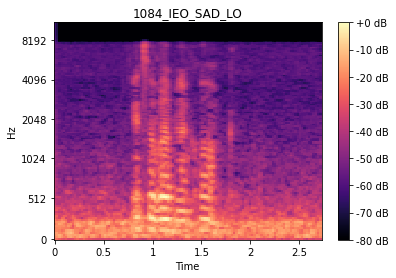 1084_IEO_SAD_LO
Hz
8192
4096
2048
1024
512
0
0
0.5
1
1.5
2
2.5
Time
+0 dB
-10 dB
-20 dB
-30 dB
-40 dB
-50 dB
-60 dB
-70 dB
-80 dB